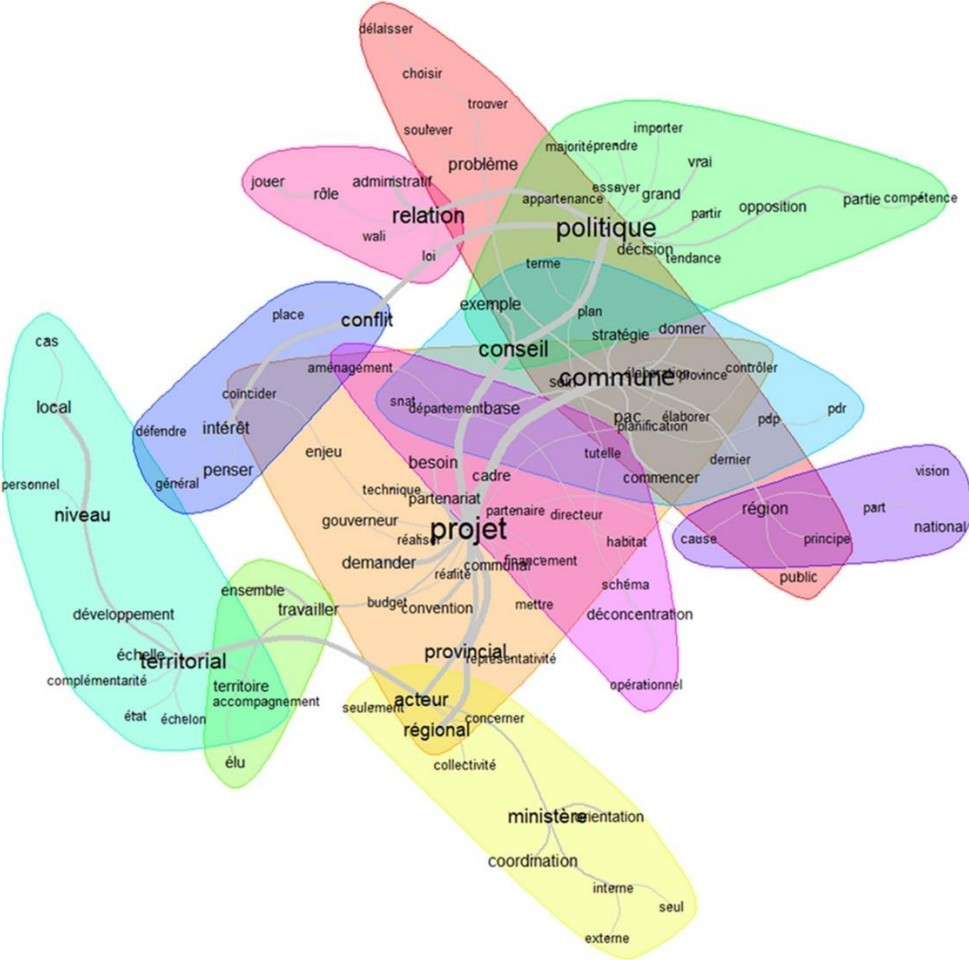 délaisser
choisir
trouver
soulever
importer
majorité prendre
vrai
problème
jouer
administratif
rôle
essayer
grand
appartenance
partie compétence
opposition
partir
relation
politique
wali
décision
tendance
loi
terme
exemple
place
plan
conflit
donner
stratégie
cas
conseil
aménagement
contrôler
élaboration
province
commune
sein
coïncider
snat
département
base
local
pdr
pac
élaborer
pdp
planification
défendre
intérêt
enjeu
tutelle
besoin
dernier
penser
cadre
vision
commencer
personnel
général
technique
partenariat
région
part
niveau
partenaire
directeur
gouverneur
projet
national
réaliser
habitat
cause
principe
demander
communal
financement
réalité
public
schéma
ensemble
travailler
budget
convention
mettre
développement
déconcentration
échelle
territorial
provincial
représentativité
complémentarité
territoire
opérationnel
accompagnement
acteur
seulement
état
échelon
concerner
régional
élu
collectivité
ministère
orientation
coordination
interne
seul
externe